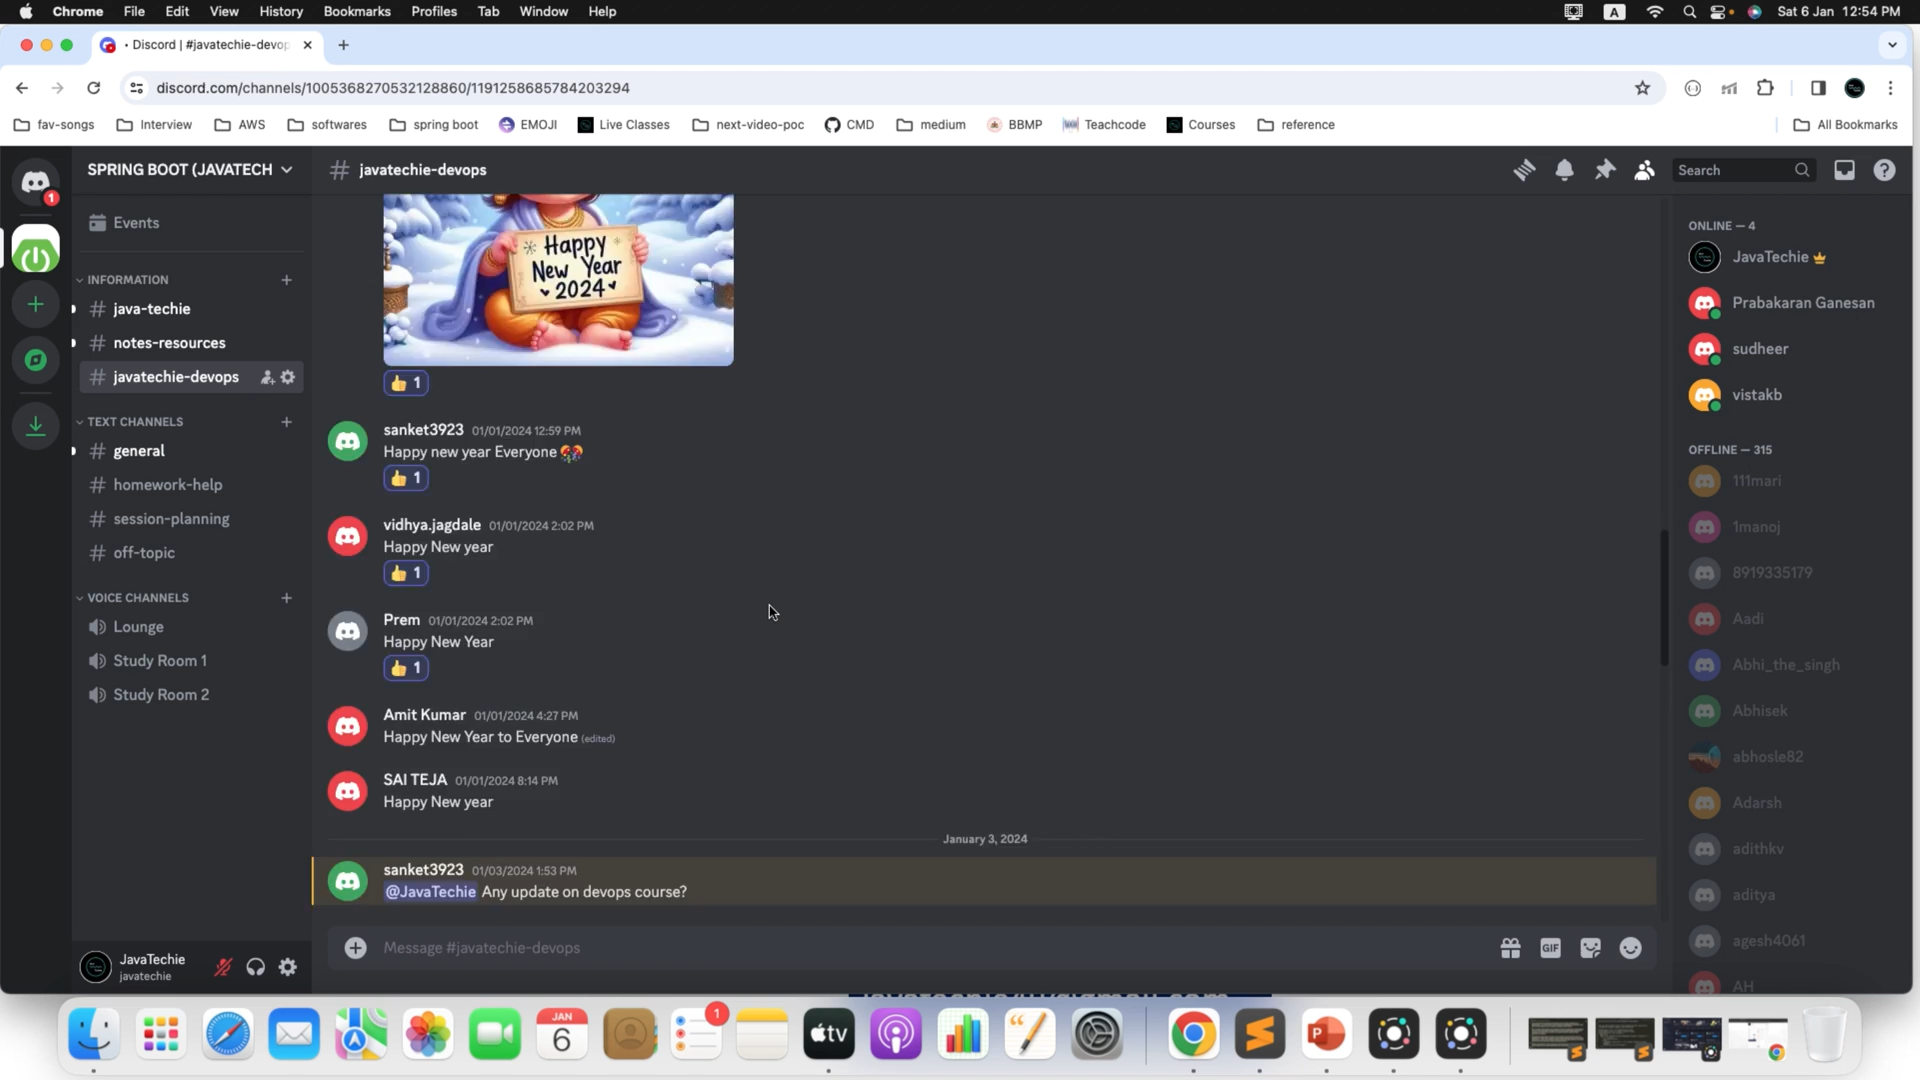 Chrome File Edit View History Bookmarks Profiles Tab Window Help
A
Sat 6 Jan 12:54 PM
• Discord | #javatechie-devop
discord.com/channels/1005368270532128860/1191258685784203294
fav-songs Interview AWS softwares spring boot EMOJI Live Classes next-video-poc CMD medium BBMP Teachcode Courses reference All Bookmarks
1
SPRING BOOT (JAVATECH
Events
INFORMATION
java-techie
notes-resources
javatechie-devops
TEXT CHANNELS
general
homework-help
session-planning
off-topic
VOICE CHANNELS
Lounge
Study Room 1
Study Room 2
JavaTechie
javatechie
# javatechie-devops
Search
Happy
New Year
2024
👍 1
sanket3923 01/01/2024 12:59 PM
Happy new year Everyone
👍 1
vidhya.jagdale 01/01/2024 2:02 PM
Happy New year
👍 1
Prem 01/01/2024 2:02 PM
Happy New Year
👍 1
Amit Kumar 01/01/2024 4:27 PM
Happy New Year to Everyone (edited)
SAI TEJA 01/01/2024 8:14 PM
Happy New year
January 3, 2024
sanket3923 01/03/2024 1:53 PM
@JavaTechie Any update on devops course?
Message #javatechie-devops
GIF
ONLINE — 4
JavaTechie
Prabakaran Ganesan
sudheer
vistakb
OFFLINE — 315
111mari
1manoj
8919335179
Aadi
Abhi_the_singh
Abhisek
abhosle82
Adarsh
adithkv
aditya
agesh4061
AH
JAN
6
1
tv